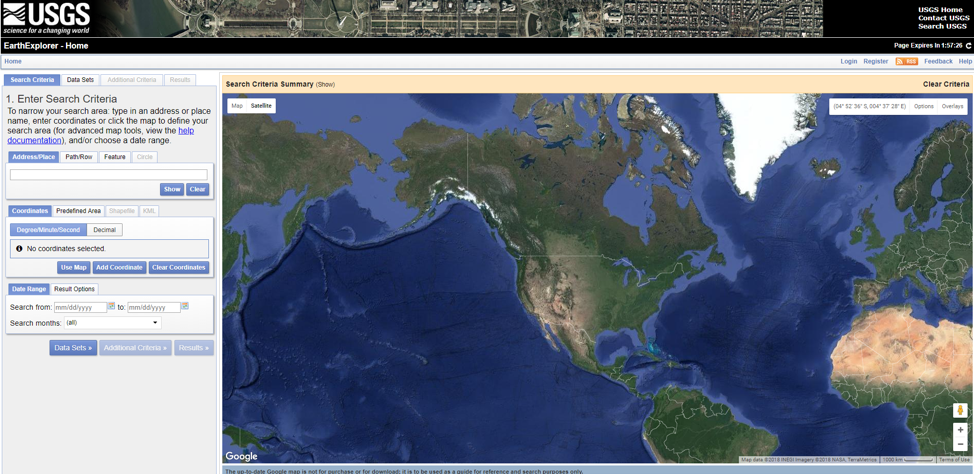 USGS
science for a changing world
USGS Home
Contact USGS
Search USGS
EarthExplorer - Home
Page Expires In 1:57:26
Home
Login Register RSS Feedback Help
Search Criteria Data Sets Additional Criteria Results
1. Enter Search Criteria
To narrow your search area: type in an address or place
name, enter coordinates or click the map to define your
search area (for advanced map tools, view the help
documentation), and/or choose a date range.
Address/Place Path/Row Feature Circle
Show Clear
Coordinates Predefined Area Shapefile KML
Degree/Minute/Second Decimal
No coordinates selected.
Use Map Add Coordinate Clear Coordinates
Date Range Result Options
Search from: mm/dd/yyyy to: mm/dd/yyyy
Search months: (all)
Data Sets » Additional Criteria » Results »
Search Criteria Summary (Show)
Clear Criteria
Map Satellite
(04° 52' 36" S, 004° 37' 28" E) Options Overlays
Google
Map data ©2018 INEGI Imagery ©2018 NASA, TerraMetrics 1000 km Terms of Use
The up-to-date Google map is not for purchase or for download; it is to be used as a guide for reference and search purposes only.